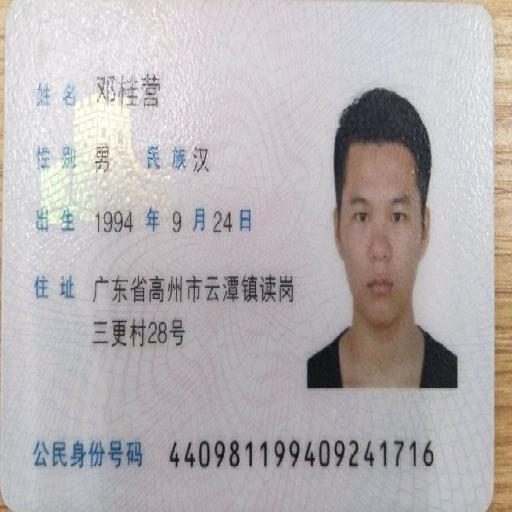 姓名 邓桂营
性别 男 民族 汉
出生 1994 年 9 月 24 日
住址 广东省高州市云潭镇读岗
三更村28号
公民身份号码 440981199409241716